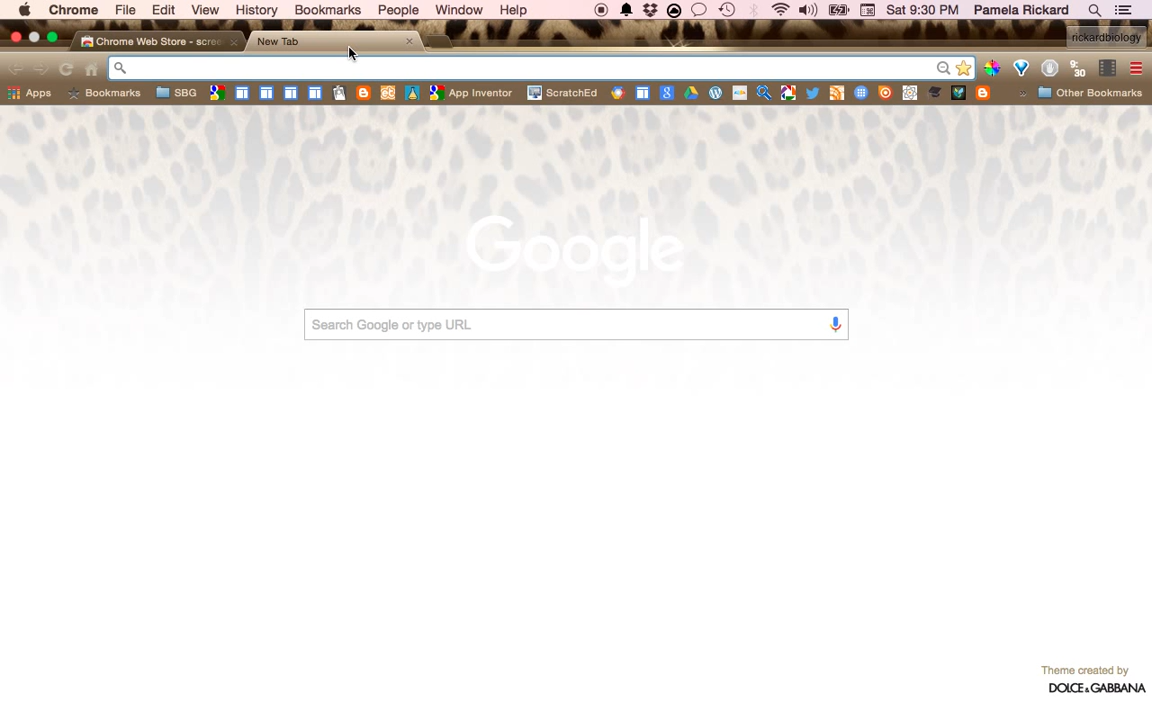 Chrome File Edit View History Bookmarks People Window Help Sat 9:30 PM Pamela Rickard
Chrome Web Store - scree New Tab rickardbiology
9: 30
Apps Bookmarks SBG App Inventor ScratchEd » Other Bookmarks
Google
Search Google or type URL
Theme created by
DOLCE & GABBANA